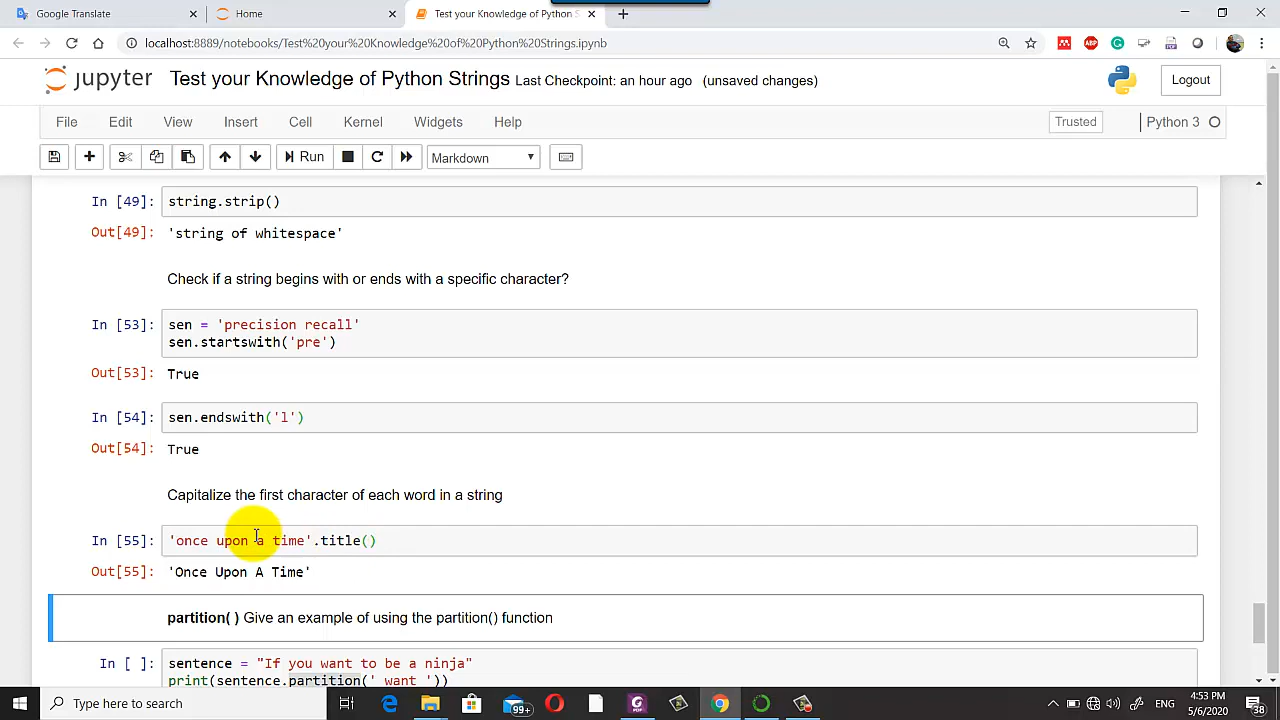 Google Translate
Home
Test your Knowledge of Python S
localhost:8889/notebooks/Test%20your%20Knowledge%20of%20Python%20Strings.ipynb
jupyter Test your Knowledge of Python Strings Last Checkpoint: an hour ago (unsaved changes)
Logout
File Edit View Insert Cell Kernel Widgets Help
Trusted
Python 3
Run
Markdown
In [49]: string.strip()
Out[49]: 'string of whitespace'
Check if a string begins with or ends with a specific character?
In [53]: sen = 'precision recall'
sen.startswith('pre')
Out[53]: True
In [54]: sen.endswith('l')
Out[54]: True
Capitalize the first character of each word in a string
In [55]: 'once upon a time'.title()
Out[55]: 'Once Upon A Time'
partition( ) Give an example of using the partition() function
In [ ]: sentence = "If you want to be a ninja"
print(sentence.partition(' want '))
Type here to search
99+
ENG
4:53 PM
5/6/2020
38